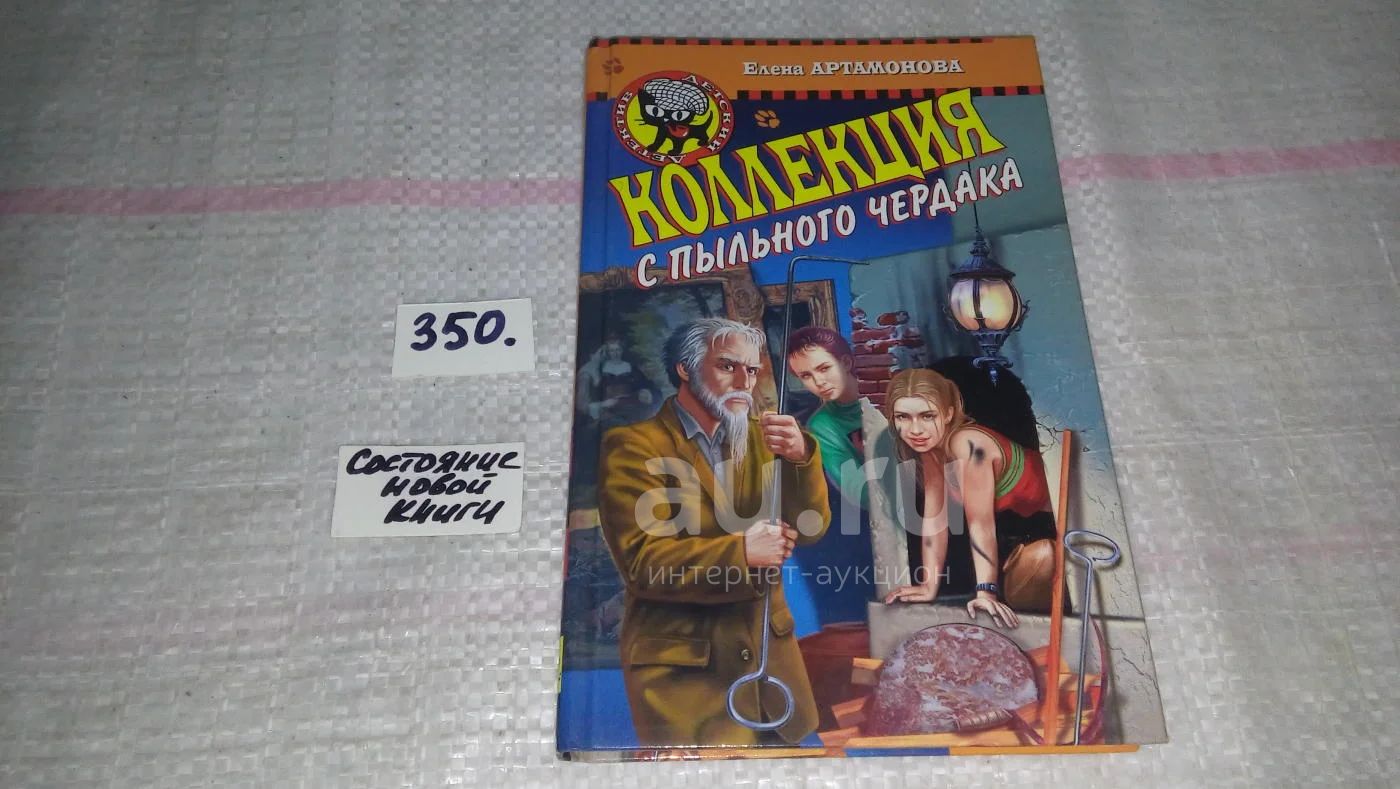 Елена АРТАМОНОВА
ДЕТСКИЙ ДЕТЕКТИВ
КОЛЛЕКЦИЯ
С ПЫЛЬНОГО ЧЕРДАКА
350.
Состояние
новой
книги
au.ru
интернет-аукцион